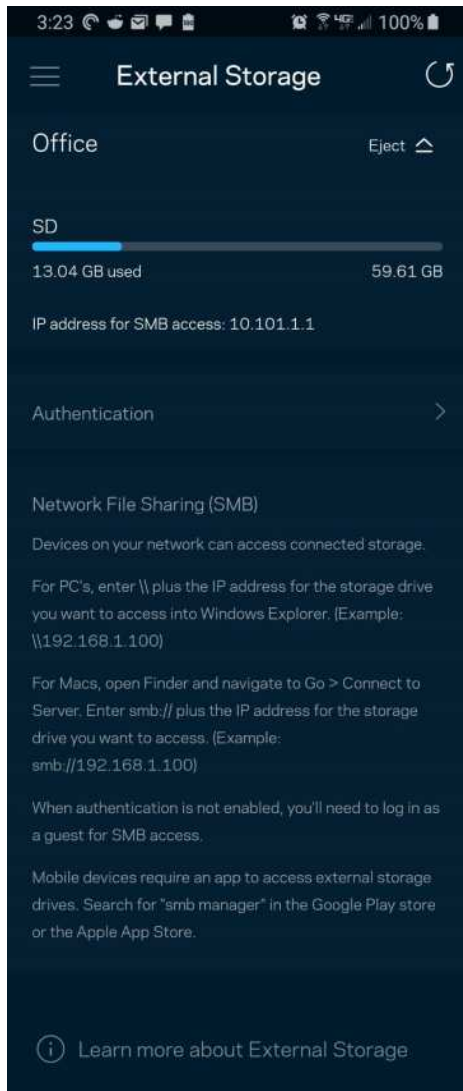 3:23 100%
External Storage
Office Eject
SD
13.04 GB used 59.61 GB
IP address for SMB access: 10.101.1.1
Authentication
Network File Sharing (SMB)
Devices on your network can access connected storage.
For PC's, enter \\ plus the IP address for the storage drive
you want to access into Windows Explorer. (Example:
\\192.168.1.100)
For Macs, open Finder and navigate to Go > Connect to
Server. Enter smb:// plus the IP address for the storage
drive you want to access. (Example:
smb://192.168.1.100)
When authentication is not enabled, you'll need to log in as
a guest for SMB access.
Mobile devices require an app to access external storage
drives. Search for "smb manager" in the Google Play store
or the Apple App Store.
Learn more about External Storage